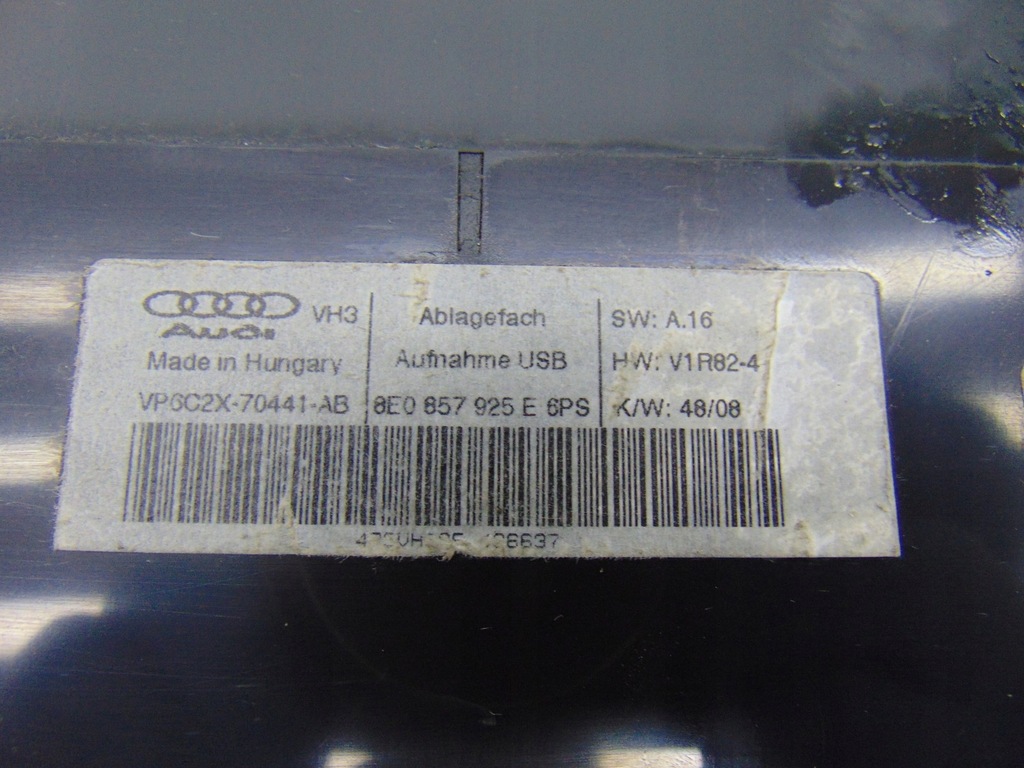 Audi VH3
Made in Hungary
VP6C2X-70441-AB
Ablagefach
Aufnahme USB
8E0 857 925 E 6PS
SW: A.16
HW: V1R82-4
K/W: 48/08